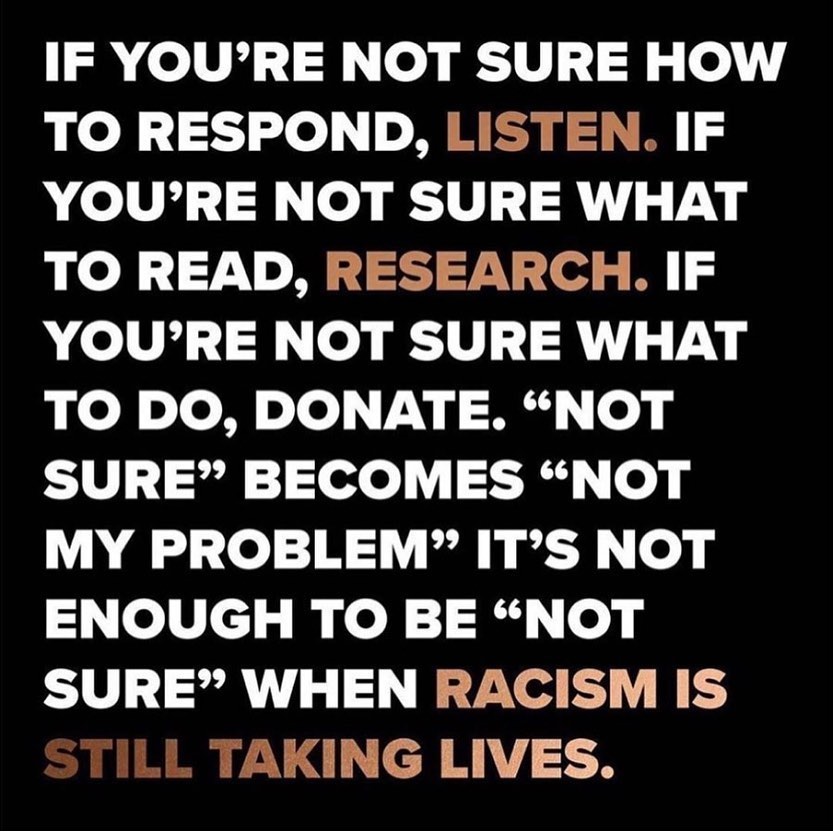 IF YOU’RE NOT SURE HOW
TO RESPOND, LISTEN. IF
YOU’RE NOT SURE WHAT
TO READ, RESEARCH. IF
YOU’RE NOT SURE WHAT
TO DO, DONATE. “NOT
SURE” BECOMES “NOT
MY PROBLEM” IT’S NOT
ENOUGH TO BE “NOT
SURE” WHEN RACISM IS
STILL TAKING LIVES.